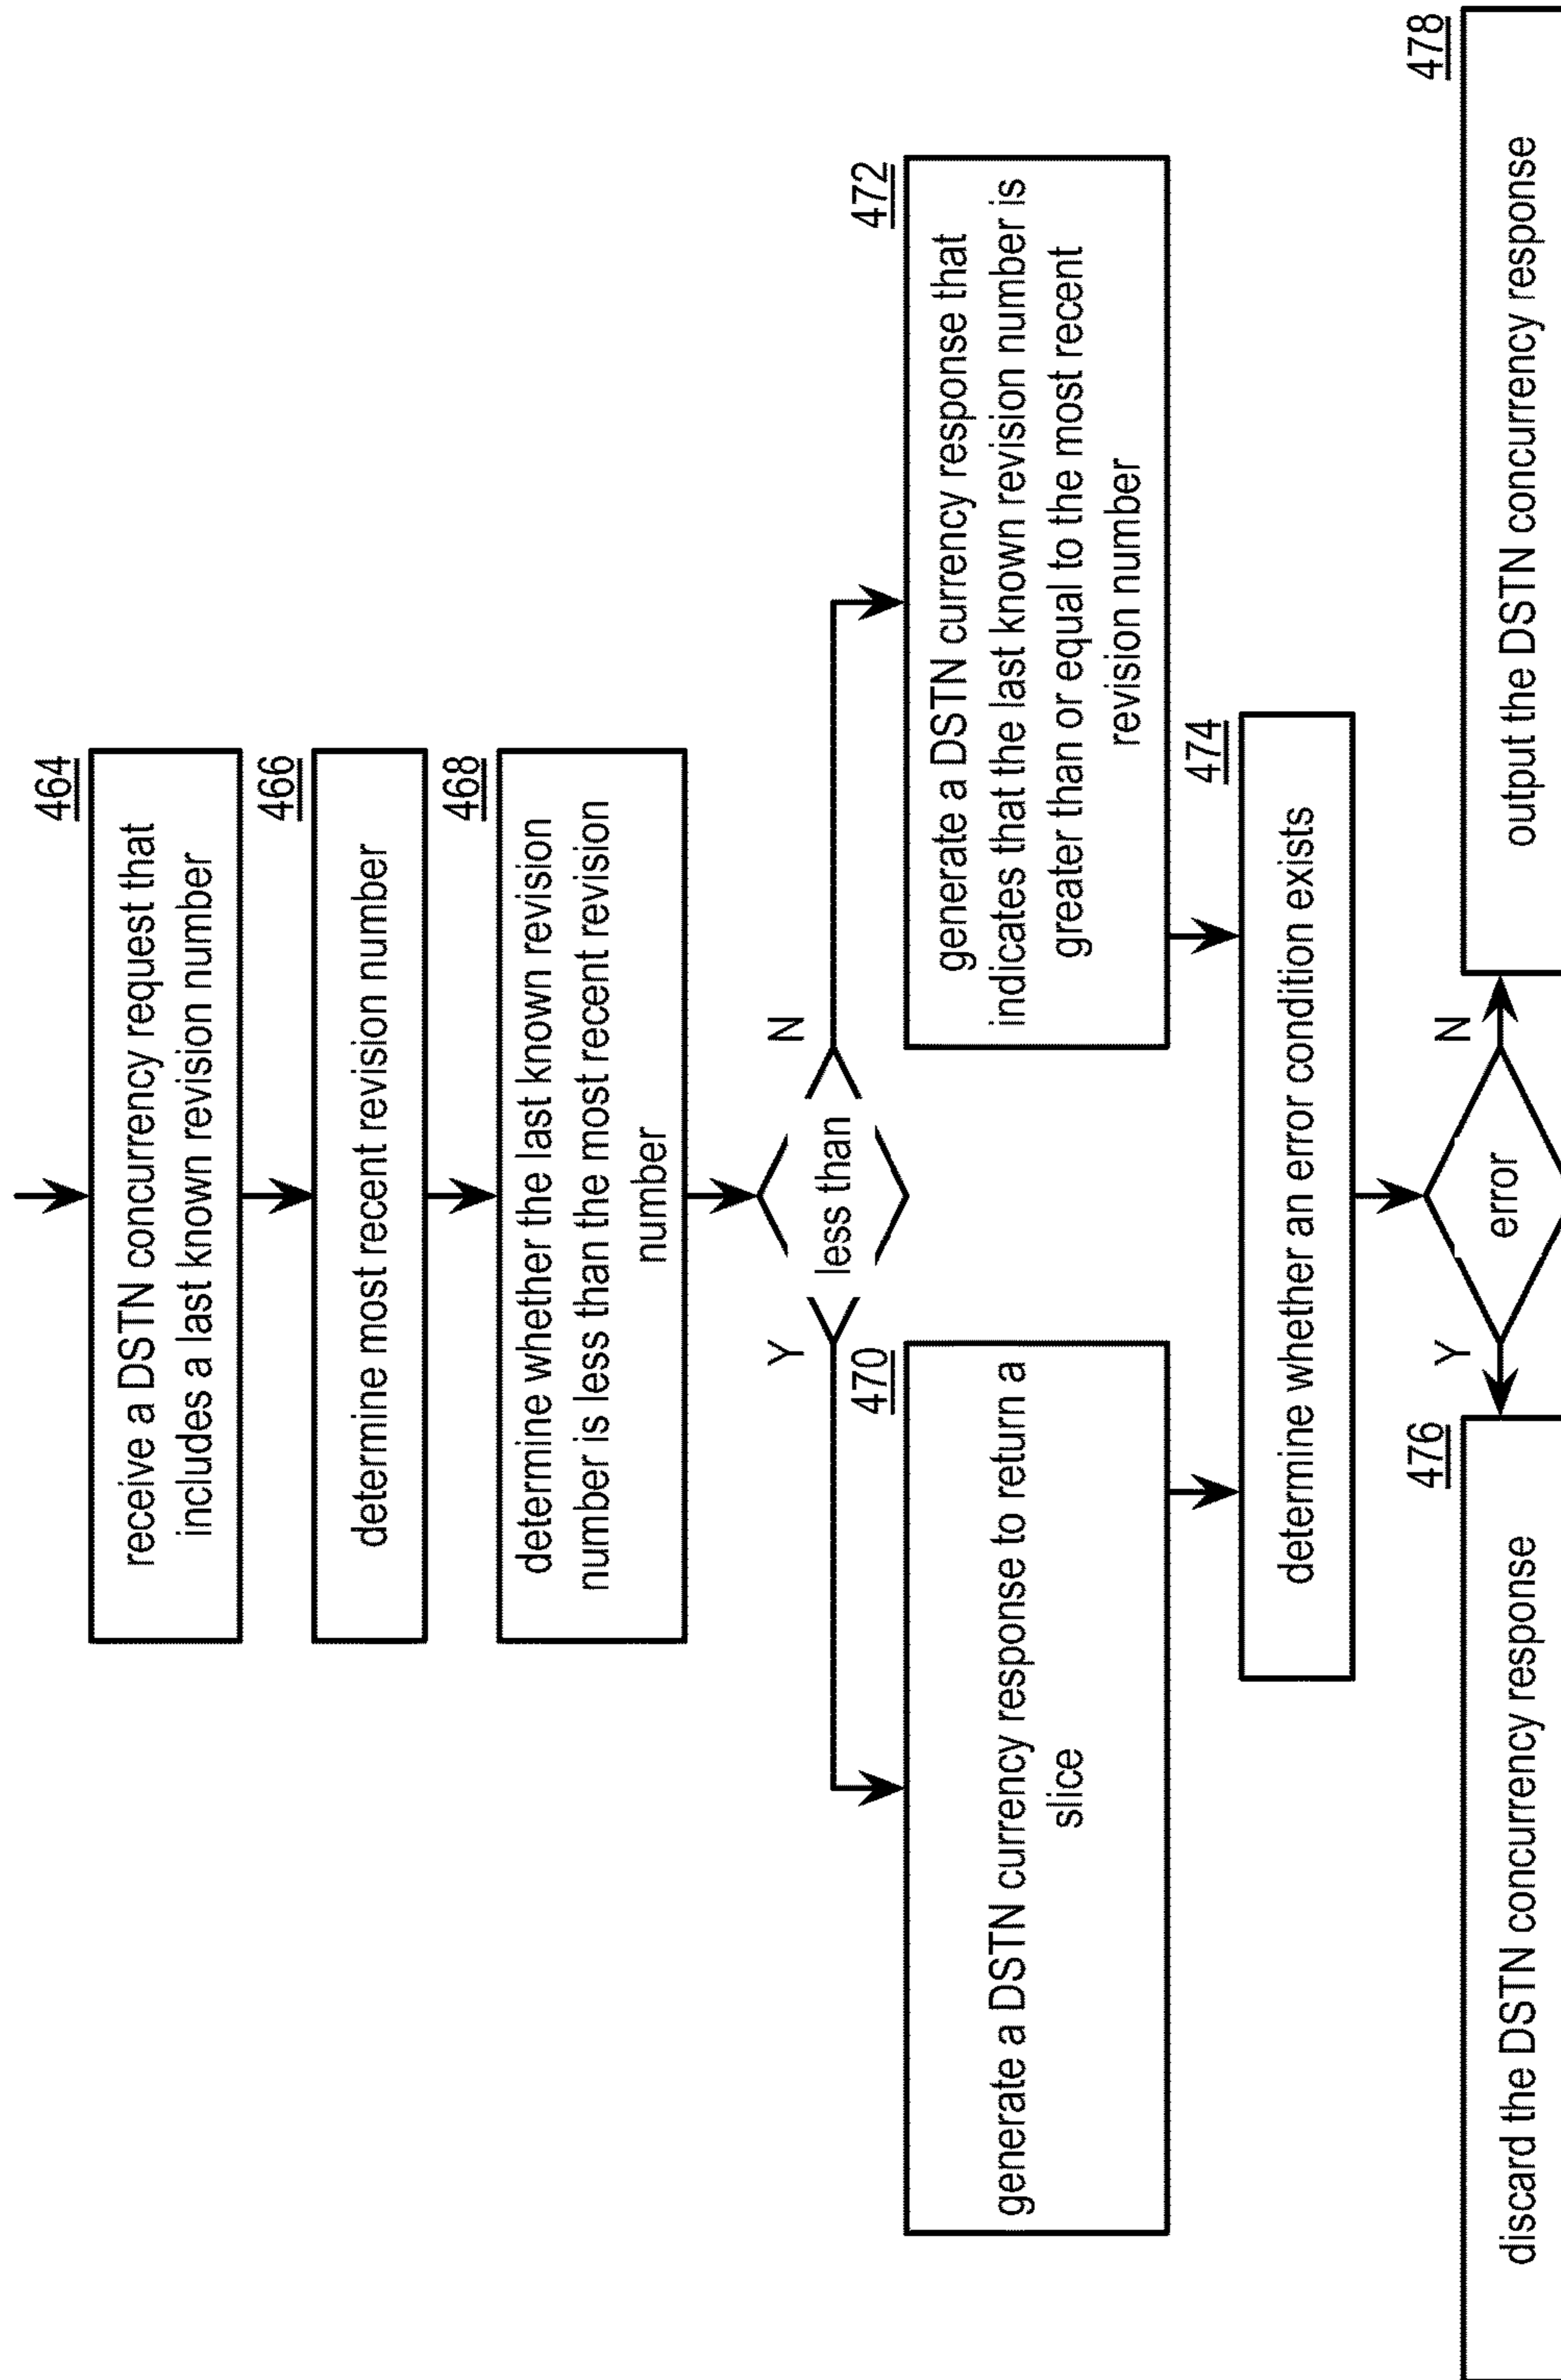 464
receive a DSTN concurrency request that
includes a last known revision number
466
determine most recent revision number
468
determine whether the last known revision
number is less than the most recent revision
number
Y
less than
N
470
generate a DSTN currency response to return a
slice
472
generate a DSTN currency response that
indicates that the last known revision number is
greater than or equal to the most recent
revision number
474
determine whether an error condition exists
Y
error
N
476
discard the DSTN concurrency response
478
output the DSTN concurrency response